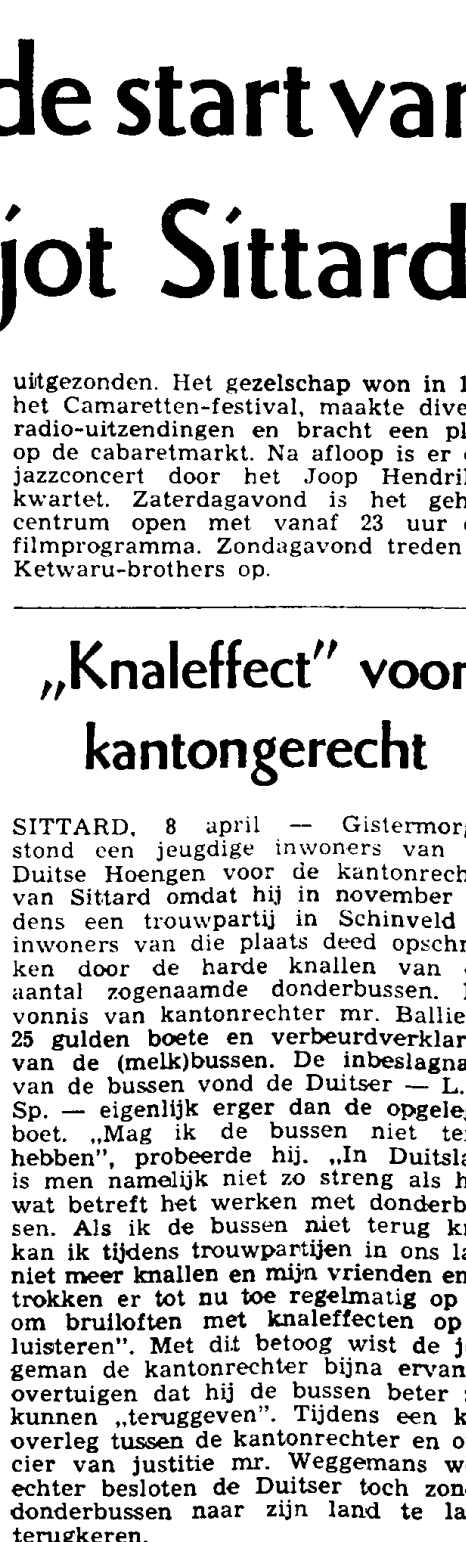 de start van
jot Sittard
uitgezonden. Het gezelschap won in 1
het Camaretten-festival, maakte dive
radio-uitzendingen en bracht een pl
op de cabaretmarkt. Na afloop is er
jazzconcert door het Joop Hendril
kwartet. Zaterdagavond is het geh
centrum open met vanaf 23 uur
filmprogramma. Zondagavond treden
Ketwaru-brothers op.
„Knaleffect” voor
kantongerecht
SITTARD, 8 april — Gistermorg
stond een jeugdige inwoners van
Duitse Hoengen voor de kantonrech
van Sittard omdat hij in november
dens een trouwpartij in Schinveld
inwoners van die plaats deed opschr
ken door de harde knallen van
aantal zogenaamde donderbussen.
vonnis van kantonrechter mr. Ballie
25 gulden boete en verbeurdverklar
van de (melk)bussen. De inbeslagna
van de bussen vond de Duitser — L.
Sp. — eigenlijk erger dan de opgeleg
boet. „Mag ik de bussen niet te
hebben”, probeerde hij. „In Duitsla
is men namelijk niet zo streng als h
wat betreft het werken met donderb
sen. Als ik de bussen niet terug kr
kan ik tijdens trouwpartijen in ons la
niet meer knallen en mijn vrienden en
trokken er tot nu toe regelmatig op
om bruiloften met knaleffecten op
luisteren”. Met dit betoog wist de j
geman de kantonrechter bijna ervan
overtuigen dat hij de bussen beter
kunnen „teruggeven”. Tijdens een k
overleg tussen de kantonrechter en o
cier van justitie mr. Weggemans w
echter besloten de Duitser toch zon
donderbussen naar zijn land te la
terugkeren.